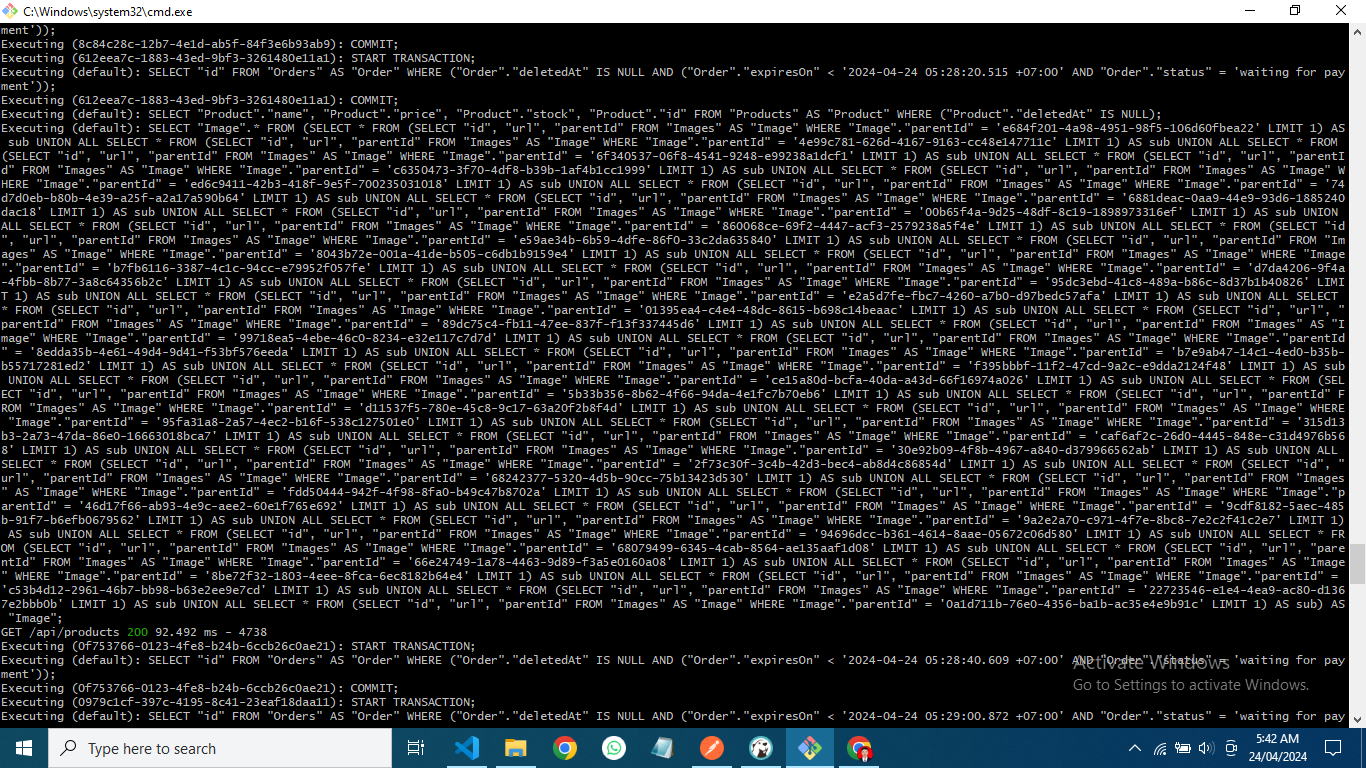 C:\Windows\system32\cmd.exe
ment'));
Executing (8c84c28c-12b7-4e1d-ab5f-84f3e6b93ab9): COMMIT;
Executing (612eea7c-1883-43ed-9bf3-3261480e11a1): START TRANSACTION;
Executing (default): SELECT "id" FROM "Orders" AS "Order" WHERE ("Order"."deletedAt" IS NULL AND ("Order"."expiresOn" < '2024-04-24 05:28:20.515 +07:00' AND "Order"."status" = 'waiting for pay
ment'));
Executing (612eea7c-1883-43ed-9bf3-3261480e11a1): COMMIT;
Executing (default): SELECT "Product"."name", "Product"."price", "Product"."stock", "Product"."id" FROM "Products" AS "Product" WHERE ("Product"."deletedAt" IS NULL);
Executing (default): SELECT "Image".* FROM (SELECT * FROM (SELECT "id", "url", "parentId" FROM "Images" AS "Image" WHERE "Image"."parentId" = 'e684f201-4a98-4951-98f5-106d60fbea22' LIMIT 1) AS
 sub UNION ALL SELECT * FROM (SELECT "id", "url", "parentId" FROM "Images" AS "Image" WHERE "Image"."parentId" = '4e99c781-626d-4167-9163-cc48e147711c' LIMIT 1) AS sub UNION ALL SELECT * FROM
(SELECT "id", "url", "parentId" FROM "Images" AS "Image" WHERE "Image"."parentId" = '6f340537-06f8-4541-9248-e99238a1dcf1' LIMIT 1) AS sub UNION ALL SELECT * FROM (SELECT "id", "url", "parentI
d" FROM "Images" AS "Image" WHERE "Image"."parentId" = 'c6350473-3f70-4df8-b39b-1af4b1cc1999' LIMIT 1) AS sub UNION ALL SELECT * FROM (SELECT "id", "url", "parentId" FROM "Images" AS "Image" W
HERE "Image"."parentId" = 'ed6c9411-42b3-418f-9e5f-700235031018' LIMIT 1) AS sub UNION ALL SELECT * FROM (SELECT "id", "url", "parentId" FROM "Images" AS "Image" WHERE "Image"."parentId" = '74
d7d0eb-b80b-4e39-a25f-a2a17a590b64' LIMIT 1) AS sub UNION ALL SELECT * FROM (SELECT "id", "url", "parentId" FROM "Images" AS "Image" WHERE "Image"."parentId" = '6881deac-0aa9-44e9-93d6-1885240
dac18' LIMIT 1) AS sub UNION ALL SELECT * FROM (SELECT "id", "url", "parentId" FROM "Images" AS "Image" WHERE "Image"."parentId" = '00b65f4a-9d25-48df-8c19-1898973316ef' LIMIT 1) AS sub UNION
ALL SELECT * FROM (SELECT "id", "url", "parentId" FROM "Images" AS "Image" WHERE "Image"."parentId" = '860068ce-69f2-4447-acf3-2579238a5f4e' LIMIT 1) AS sub UNION ALL SELECT * FROM (SELECT "id
", "url", "parentId" FROM "Images" AS "Image" WHERE "Image"."parentId" = 'e59ae34b-6b59-4dfe-86f0-33c2da635840' LIMIT 1) AS sub UNION ALL SELECT * FROM (SELECT "id", "url", "parentId" FROM "Im
ages" AS "Image" WHERE "Image"."parentId" = '8043b72e-001a-41de-b505-c6db1b9159e4' LIMIT 1) AS sub UNION ALL SELECT * FROM (SELECT "id", "url", "parentId" FROM "Images" AS "Image" WHERE "Image
"."parentId" = 'b7fb6116-3387-4c1c-94cc-e79952f057fe' LIMIT 1) AS sub UNION ALL SELECT * FROM (SELECT "id", "url", "parentId" FROM "Images" AS "Image" WHERE "Image"."parentId" = 'd7da4206-9f4a
-4fbb-8b77-3a8c64356b2c' LIMIT 1) AS sub UNION ALL SELECT * FROM (SELECT "id", "url", "parentId" FROM "Images" AS "Image" WHERE "Image"."parentId" = '95dc3ebd-41c8-489a-b86c-8d37b1b40826' LIMI
T 1) AS sub UNION ALL SELECT * FROM (SELECT "id", "url", "parentId" FROM "Images" AS "Image" WHERE "Image"."parentId" = 'e2a5d7fe-fbc7-4260-a7b0-d97bedc57afa' LIMIT 1) AS sub UNION ALL SELECT
* FROM (SELECT "id", "url", "parentId" FROM "Images" AS "Image" WHERE "Image"."parentId" = '01395ea4-c4e4-48dc-8615-b698c14beaac' LIMIT 1) AS sub UNION ALL SELECT * FROM (SELECT "id", "url", "
parentId" FROM "Images" AS "Image" WHERE "Image"."parentId" = '89dc75c4-fb11-47ee-837f-f13f337445d6' LIMIT 1) AS sub UNION ALL SELECT * FROM (SELECT "id", "url", "parentId" FROM "Images" AS "I
mage" WHERE "Image"."parentId" = '99718ea5-4ebe-46c0-8234-e32e117c7d7d' LIMIT 1) AS sub UNION ALL SELECT * FROM (SELECT "id", "url", "parentId" FROM "Images" AS "Image" WHERE "Image"."parentId
" = '8edda35b-4e61-49d4-9d41-f53bf576eeda' LIMIT 1) AS sub UNION ALL SELECT * FROM (SELECT "id", "url", "parentId" FROM "Images" AS "Image" WHERE "Image"."parentId" = 'b7e9ab47-14c1-4ed0-b35b-
b55717281ed2' LIMIT 1) AS sub UNION ALL SELECT * FROM (SELECT "id", "url", "parentId" FROM "Images" AS "Image" WHERE "Image"."parentId" = 'f395bbbf-11f2-47cd-9a2c-e9dda2124f48' LIMIT 1) AS sub
 UNION ALL SELECT * FROM (SELECT "id", "url", "parentId" FROM "Images" AS "Image" WHERE "Image"."parentId" = 'ce15a80d-bcfa-40da-a43d-66f16974a026' LIMIT 1) AS sub UNION ALL SELECT * FROM (SEL
ECT "id", "url", "parentId" FROM "Images" AS "Image" WHERE "Image"."parentId" = '5b33b356-8b62-4f66-94da-4e1fc7b70eb6' LIMIT 1) AS sub UNION ALL SELECT * FROM (SELECT "id", "url", "parentId" F
ROM "Images" AS "Image" WHERE "Image"."parentId" = 'd11537f5-780e-45c8-9c17-63a20f2b8f4d' LIMIT 1) AS sub UNION ALL SELECT * FROM (SELECT "id", "url", "parentId" FROM "Images" AS "Image" WHERE
 "Image"."parentId" = '95fa31a8-2a57-4ec2-b16f-538c127501e0' LIMIT 1) AS sub UNION ALL SELECT * FROM (SELECT "id", "url", "parentId" FROM "Images" AS "Image" WHERE "Image"."parentId" = '315d13
b3-2a73-47da-86e0-16663018bca7' LIMIT 1) AS sub UNION ALL SELECT * FROM (SELECT "id", "url", "parentId" FROM "Images" AS "Image" WHERE "Image"."parentId" = 'caf6af2c-26d0-4445-848e-c31d4976b56
8' LIMIT 1) AS sub UNION ALL SELECT * FROM (SELECT "id", "url", "parentId" FROM "Images" AS "Image" WHERE "Image"."parentId" = '30e92b09-4f8b-4967-a840-d379966562ab' LIMIT 1) AS sub UNION ALL
SELECT * FROM (SELECT "id", "url", "parentId" FROM "Images" AS "Image" WHERE "Image"."parentId" = '2f73c30f-3c4b-42d3-bec4-ab8d4c86854d' LIMIT 1) AS sub UNION ALL SELECT * FROM (SELECT "id", "
url", "parentId" FROM "Images" AS "Image" WHERE "Image"."parentId" = '68242377-5320-4d5b-90cc-75b13423d530' LIMIT 1) AS sub UNION ALL SELECT * FROM (SELECT "id", "url", "parentId" FROM "Images
" AS "Image" WHERE "Image"."parentId" = 'fdd50444-942f-4f98-8fa0-b49c47b8702a' LIMIT 1) AS sub UNION ALL SELECT * FROM (SELECT "id", "url", "parentId" FROM "Images" AS "Image" WHERE "Image"."p
arentId" = '46d17f66-ab93-4e9c-aee2-60e1f765e692' LIMIT 1) AS sub UNION ALL SELECT * FROM (SELECT "id", "url", "parentId" FROM "Images" AS "Image" WHERE "Image"."parentId" = '9cdf8182-5aec-485
b-91f7-b6efb0679562' LIMIT 1) AS sub UNION ALL SELECT * FROM (SELECT "id", "url", "parentId" FROM "Images" AS "Image" WHERE "Image"."parentId" = '9a2e2a70-c971-4f7e-8bc8-7e2c2f41c2e7' LIMIT 1)
 AS sub UNION ALL SELECT * FROM (SELECT "id", "url", "parentId" FROM "Images" AS "Image" WHERE "Image"."parentId" = '94696dcc-b361-4614-8aae-05672c06d580' LIMIT 1) AS sub UNION ALL SELECT * FR
OM (SELECT "id", "url", "parentId" FROM "Images" AS "Image" WHERE "Image"."parentId" = '68079499-6345-4cab-8564-ae135aaf1d08' LIMIT 1) AS sub UNION ALL SELECT * FROM (SELECT "id", "url", "pare
ntId" FROM "Images" AS "Image" WHERE "Image"."parentId" = '66e24749-1a78-4463-9d89-f3a5e0160a08' LIMIT 1) AS sub UNION ALL SELECT * FROM (SELECT "id", "url", "parentId" FROM "Images" AS "Image
" WHERE "Image"."parentId" = '8be72f32-1803-4eee-8fca-6ec8182b64e4' LIMIT 1) AS sub UNION ALL SELECT * FROM (SELECT "id", "url", "parentId" FROM "Images" AS "Image" WHERE "Image"."parentId" =
'c53b4d12-2961-46b7-bb98-b63e2ee9e7cd' LIMIT 1) AS sub UNION ALL SELECT * FROM (SELECT "id", "url", "parentId" FROM "Images" AS "Image" WHERE "Image"."parentId" = '22723546-e1e4-4ea9-ac80-d136
7e2bbb0b' LIMIT 1) AS sub UNION ALL SELECT * FROM (SELECT "id", "url", "parentId" FROM "Images" AS "Image" WHERE "Image"."parentId" = '0a1d711b-76e0-4356-ba1b-ac35e4e9b91c' LIMIT 1) AS sub) AS
 "Image";
GET /api/products 200 92.492 ms - 4738
Executing (0f753766-0123-4fe8-b24b-6ccb26c0ae21): START TRANSACTION;
Executing (default): SELECT "id" FROM "Orders" AS "Order" WHERE ("Order"."deletedAt" IS NULL AND ("Order"."expiresOn" < '2024-04-24 05:28:40.609 +07:00' AND "Order"."status" = 'waiting for pay
ment'));
Executing (0f753766-0123-4fe8-b24b-6ccb26c0ae21): COMMIT;
Executing (0979c1cf-397c-4195-8c41-23eaf18daa11): START TRANSACTION;
Executing (default): SELECT "id" FROM "Orders" AS "Order" WHERE ("Order"."deletedAt" IS NULL AND ("Order"."expiresOn" < '2024-04-24 05:29:00.872 +07:00' AND "Order"."status" = 'waiting for pay
Activate Windows
Go to Settings to activate Windows.
Type here to search
5:42 AM
24/04/2024